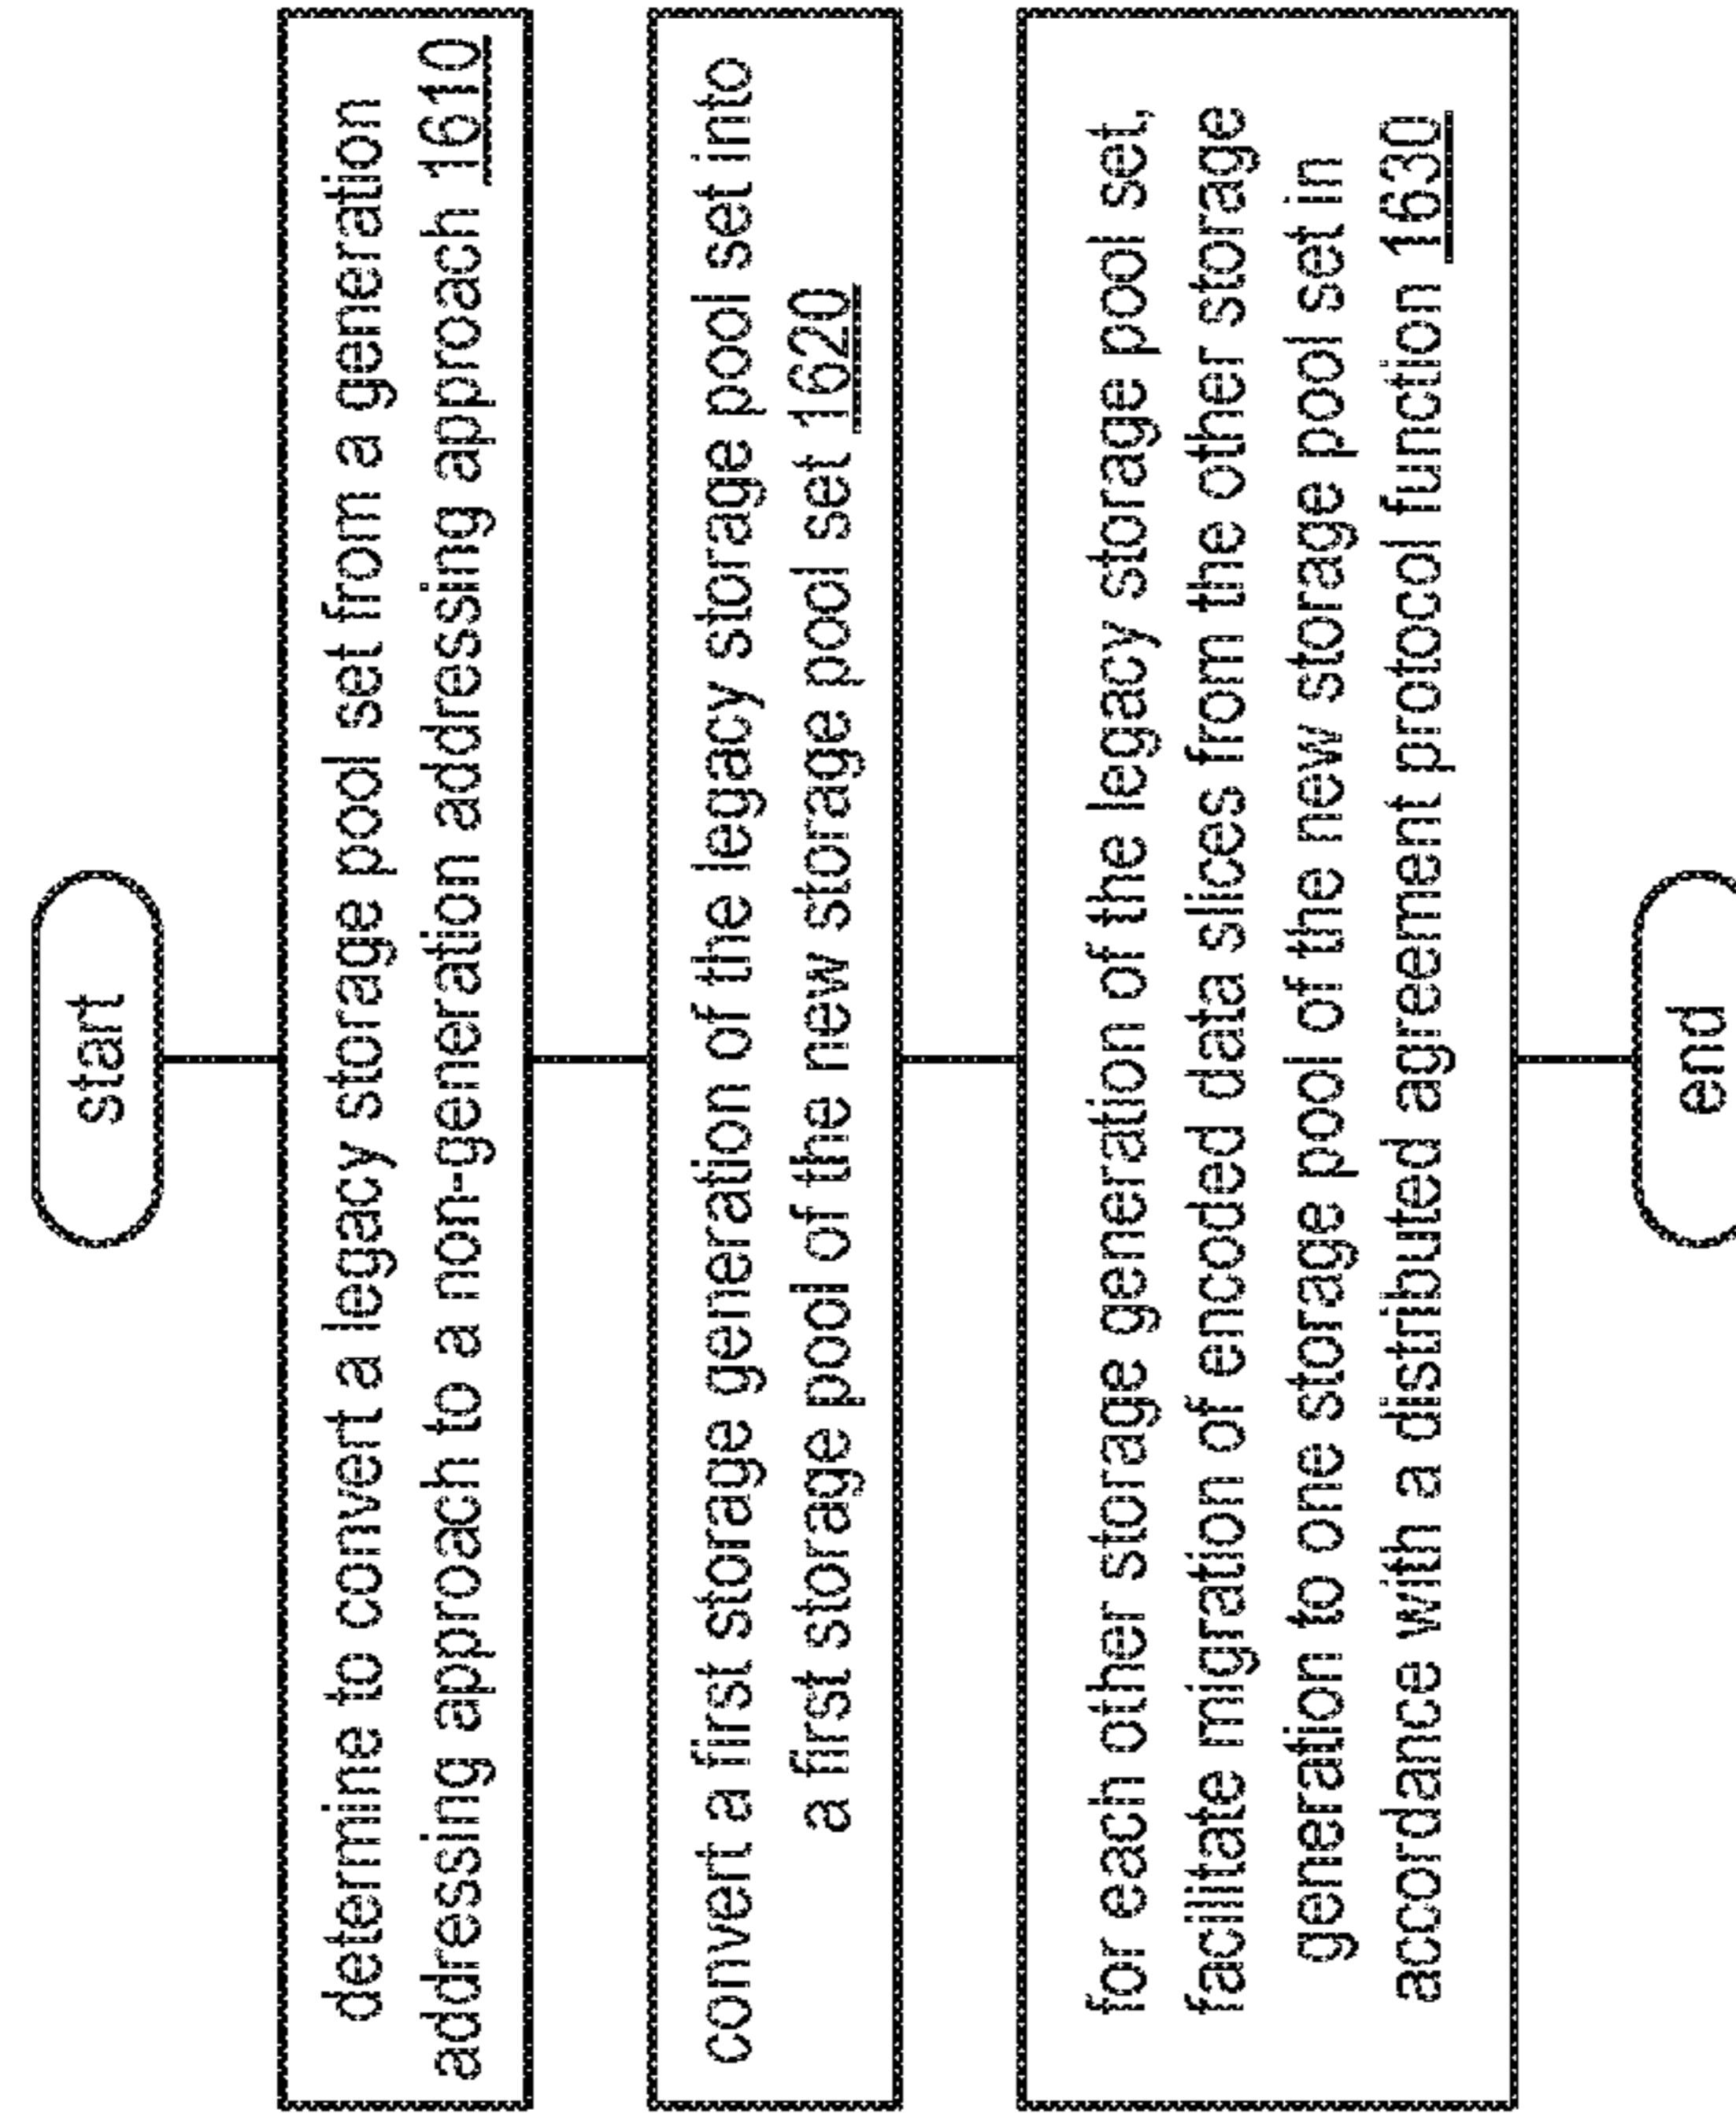 start
determine to convert a legacy storage pool set from a generation
addressing approach to a non-generation addressing approach 1610
convert a first storage generation of the legacy storage pool set into
a first storage pool of the new storage pool set 1620
for each other storage generation of the legacy storage pool set,
facilitate migration of encoded data slices from the other storage
generation to one storage pool of the new storage pool set in
accordance with a distributed agreement protocol function 1630
end